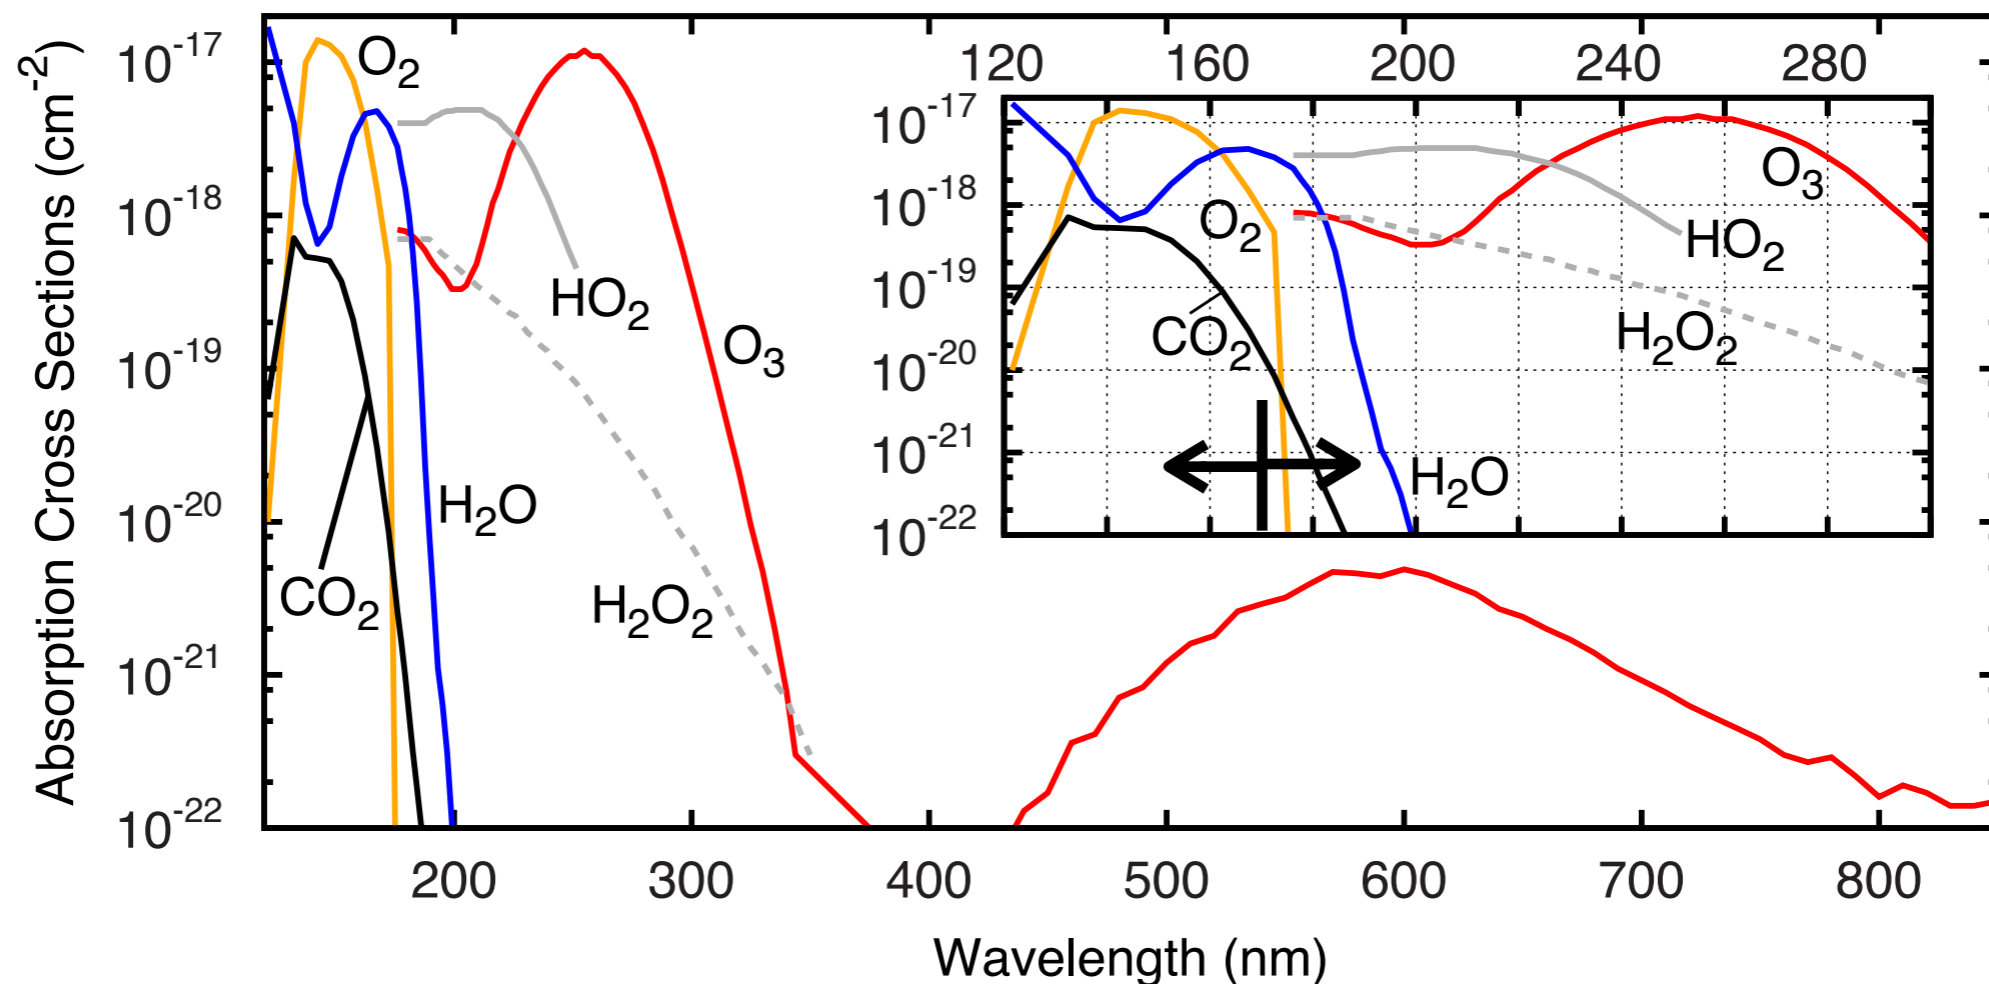 Absorption Cross Sections (cm⁻²)
10⁻¹⁷
10⁻¹⁸
10⁻¹⁹
10⁻²⁰
10⁻²¹
10⁻²²
O₂
HO₂
O₃
H₂O
CO₂
H₂O₂
120 160 200 240 280
10⁻¹⁷
10⁻¹⁸
10⁻¹⁹
10⁻²⁰
10⁻²¹
10⁻²²
O₃
O₂
HO₂
CO₂
H₂O₂
H₂O
200 300 400 500 600 700 800
Wavelength (nm)